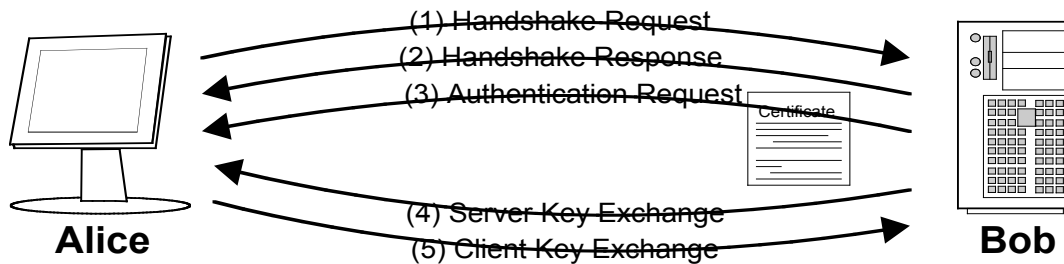 (1) Handshake Request
(2) Handshake Response
(3) Authentication Request
Certificate
(4) Server Key Exchange
(5) Client Key Exchange
Alice
Bob